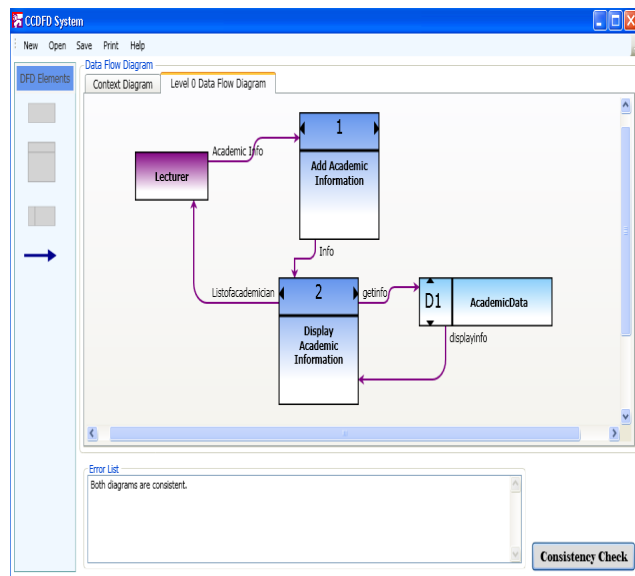 CCDFD System
New Open Save Print Help
DFD Elements
Data Flow Diagram
Context Diagram
Level 0 Data Flow Diagram
1
Academic Info
Lecturer
Add Academic
Information
Info
Listofacademician
2
getinfo
D1
AcademicData
Display
Academic
Information
displayinfo
Error List
Both diagrams are consistent.
Consistency Check